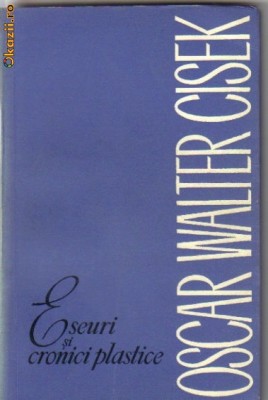 Okazii.ro
OSCAR WALTER CISEK
Eseuri
și
cronici plastice